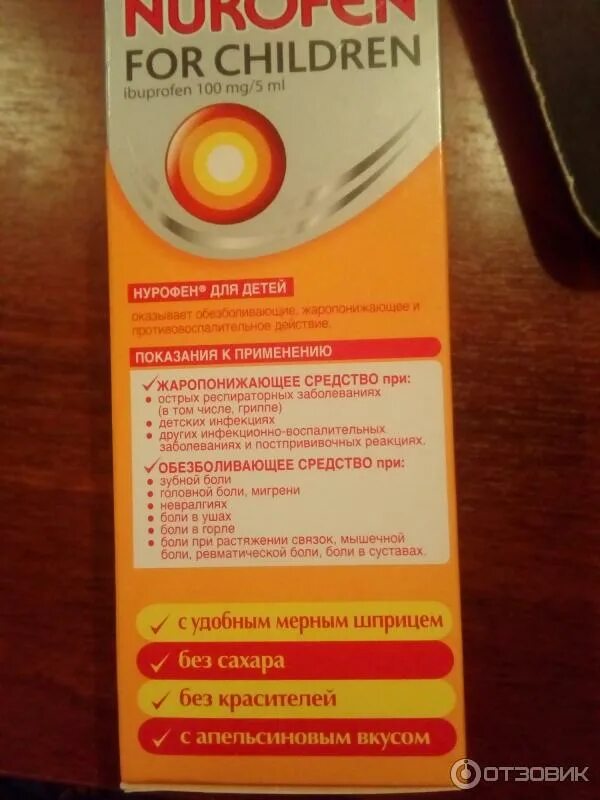 NUROFEN
FOR CHILDREN
ibuprofen 100 mg/5 ml
НУРОФЕН® ДЛЯ ДЕТЕЙ
оказывает обезболивающие, жаропонижающее и
противовоспалительное действие.
ПОКАЗАНИЯ К ПРИМЕНЕНИЮ
✓ЖАРОПОНИЖАЮЩЕЕ СРЕДСТВО при:
• острых респираторных заболеваниях
(в том числе, гриппе)
• детских инфекциях
• других инфекционно-воспалительных
заболеваниях и постпрививочных реакциях.
✓ОБЕЗБОЛИВАЮЩЕЕ СРЕДСТВО при:
• зубной боли
• головной боли, мигрени
• невралгиях
• боли в ушах
• боли в горле
• боли при растяжении связок, мышечной
боли, ревматической боли, боли в суставах.
✓ с удобным мерным шприцем
✓ без сахара
✓ без красителей
✓ с апельсиновым вкусом
ОТЗОВИК